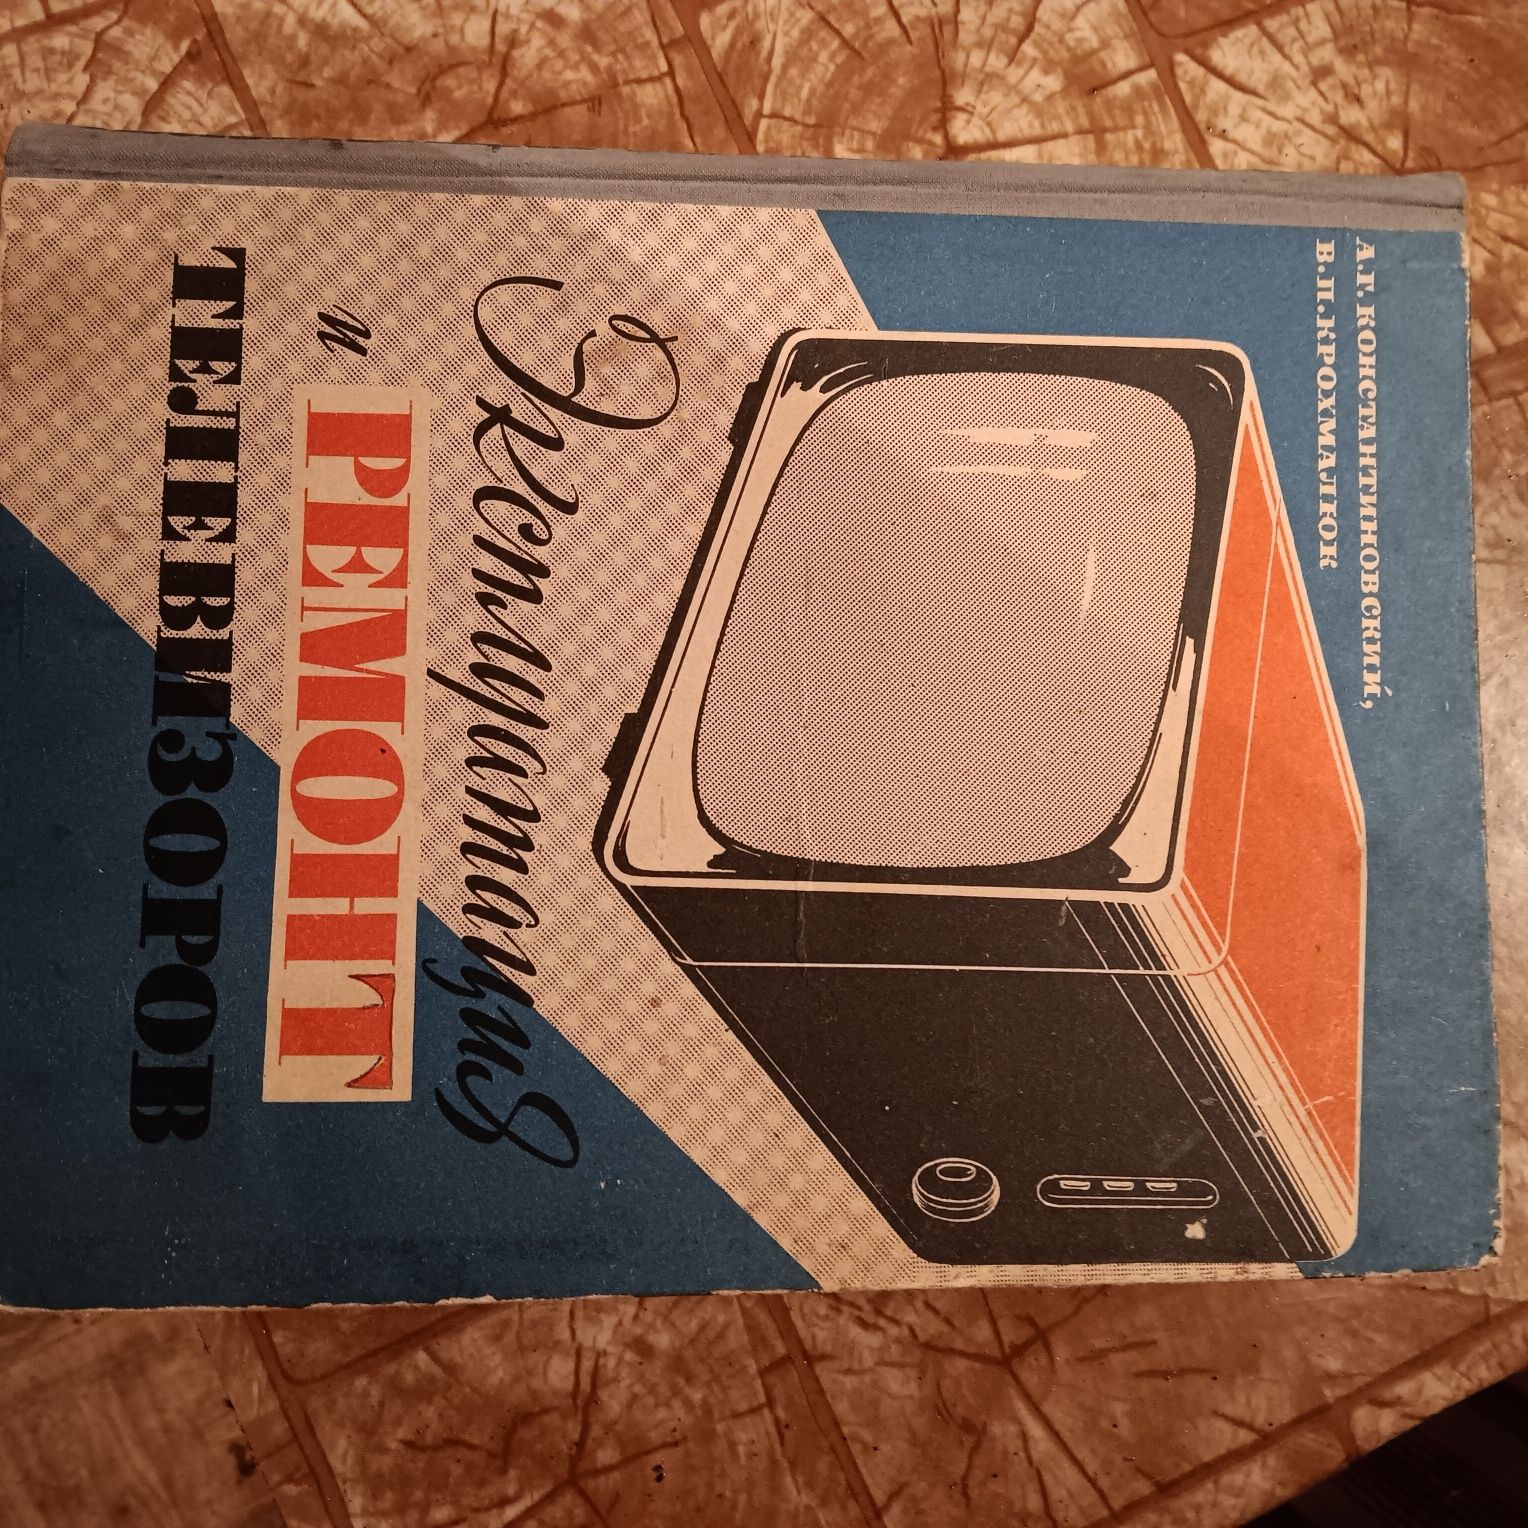 А.Г. КОНСТАНТИНОВСКИЙ,
В.П. КРОХМАЛЮК
Эксплуатация
и РЕМОНТ
ТЕЛЕВИЗОРОВ